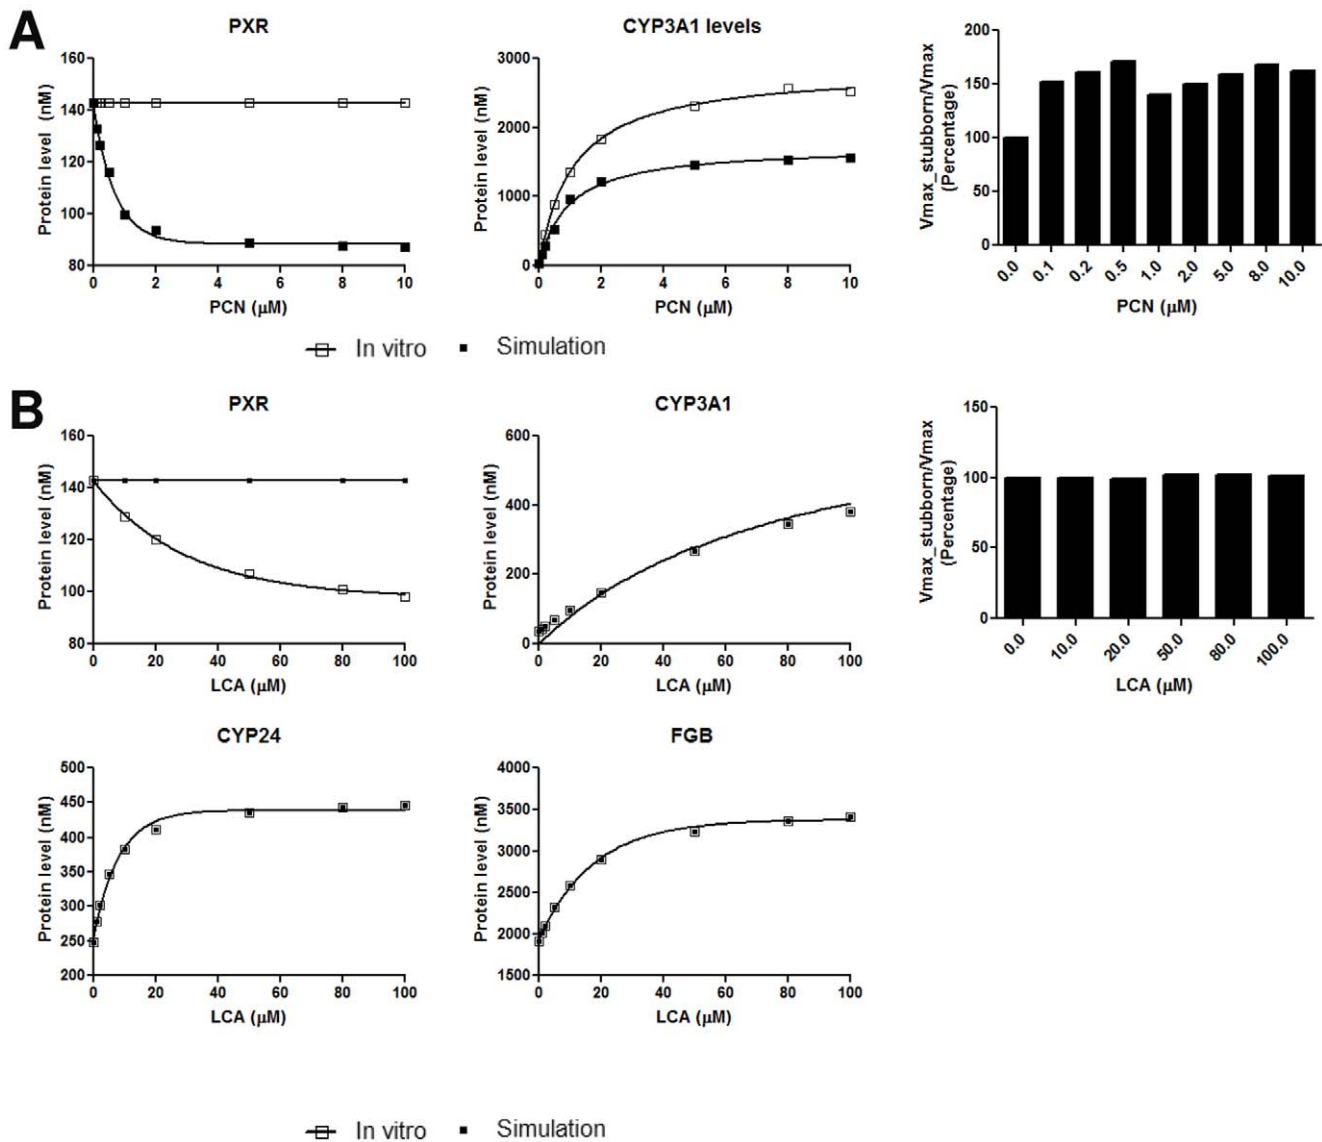 A
PXR
160
140
120
100
80
Protein level (nM)
0 2 4 6 8 10
PCN (μM)
CYP3A1 levels
3000
2000
1000
0
Protein level (nM)
0 2 4 6 8 10
PCN (μM)
200
150
100
50
0
Vmax_stubborn/Vmax
(Percentage)
0.0 0.1 0.2 0.5 1.0 2.0 5.0 8.0 10.0
PCN (μM)
In vitro Simulation
B
PXR
160
140
120
100
80
Protein level (nM)
0 20 40 60 80 100
LCA (μM)
CYP3A1
600
400
200
0
Protein level (nM)
0 20 40 60 80 100
LCA (μM)
150
100
50
0
Vmax_stubborn/Vmax
(Percentage)
0.0 10.0 20.0 50.0 80.0 100.0
LCA (μM)
CYP24
500
450
400
350
300
250
200
Protein level (nM)
0 20 40 60 80 100
LCA (μM)
FGB
4000
3500
3000
2500
2000
1500
Protein level (nM)
0 20 40 60 80 100
LCA (μM)
In vitro Simulation